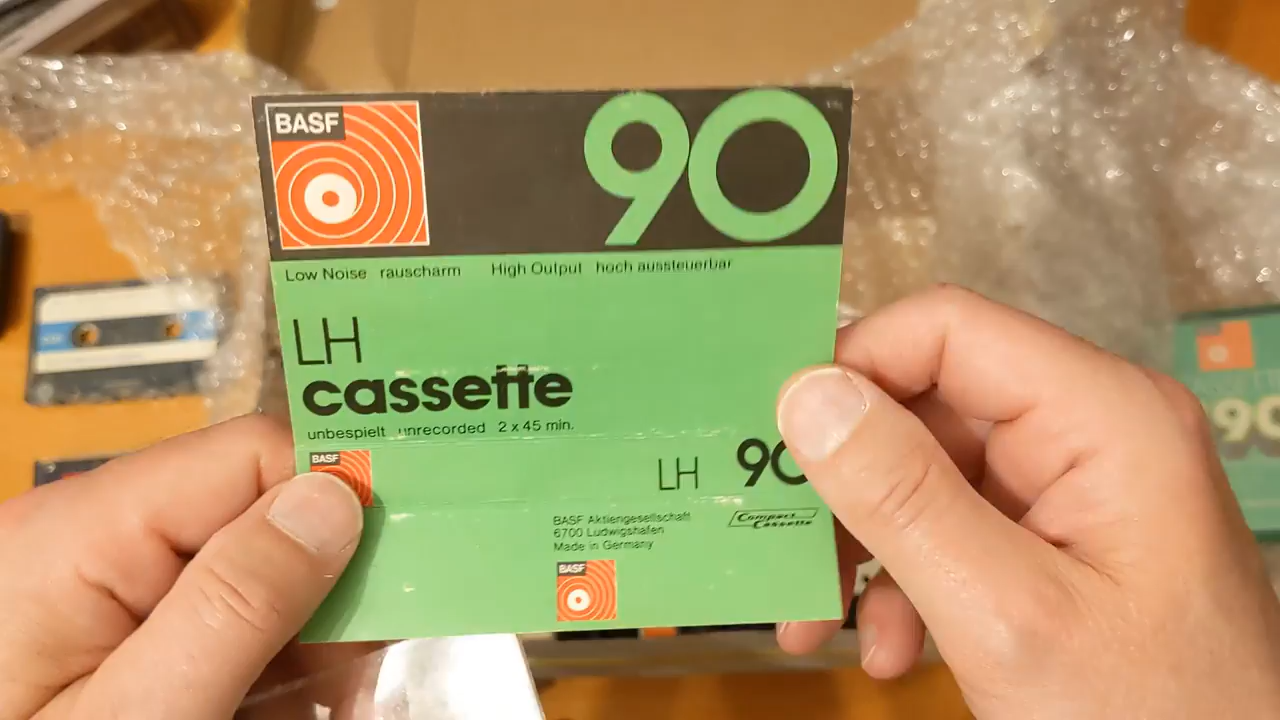 BASF
90
Low Noise rauscharm High Output hoch aussteuerbar
LH
cassette
unbespielt unrecorded 2 x 45 min.
BASF
LH 90
BASF Aktiengesellschaft
6700 Ludwigshafen
Made in Germany
Compact
Cassette
BASF
90